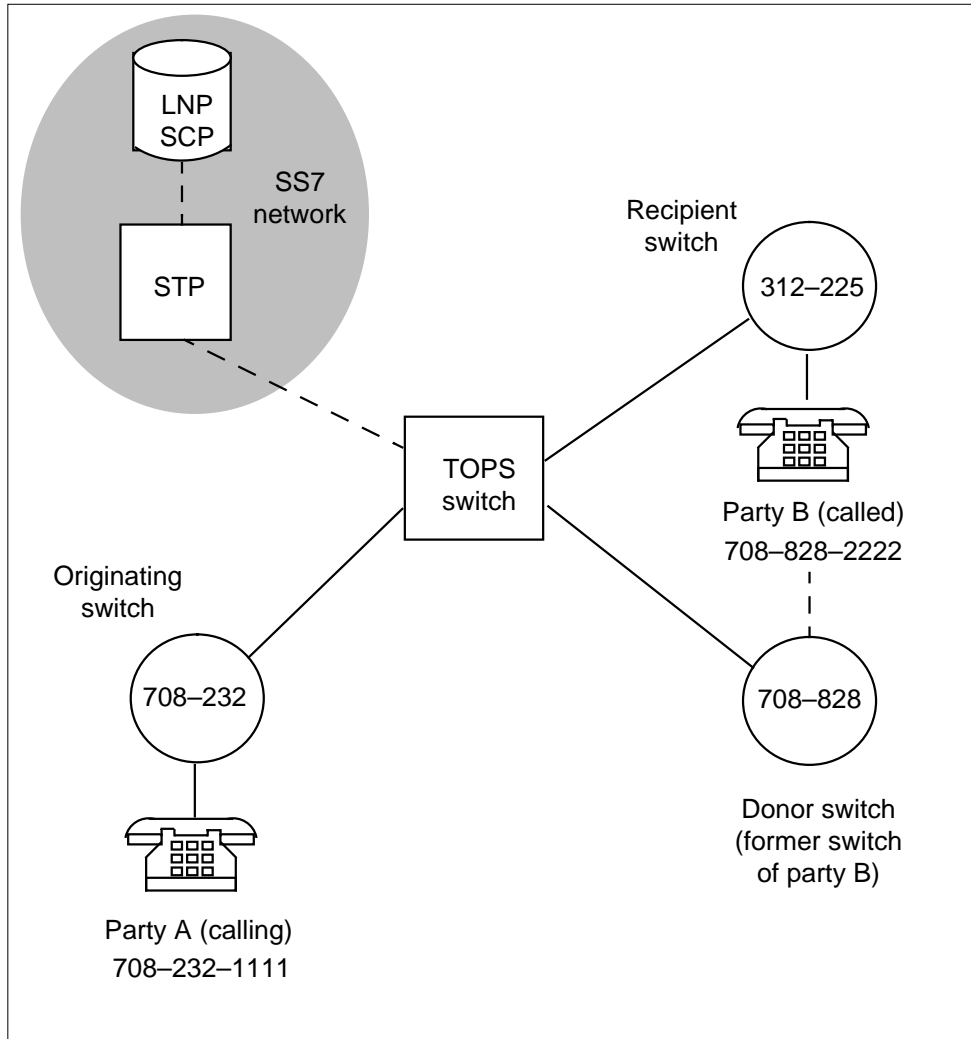 LNP
SCP
SS7
network
STP
Recipient
switch
312–225
TOPS
switch
Party B (called)
708–828–2222
Originating
switch
708–232
708–828
Donor switch
(former switch
of party B)
Party A (calling)
708–232–1111